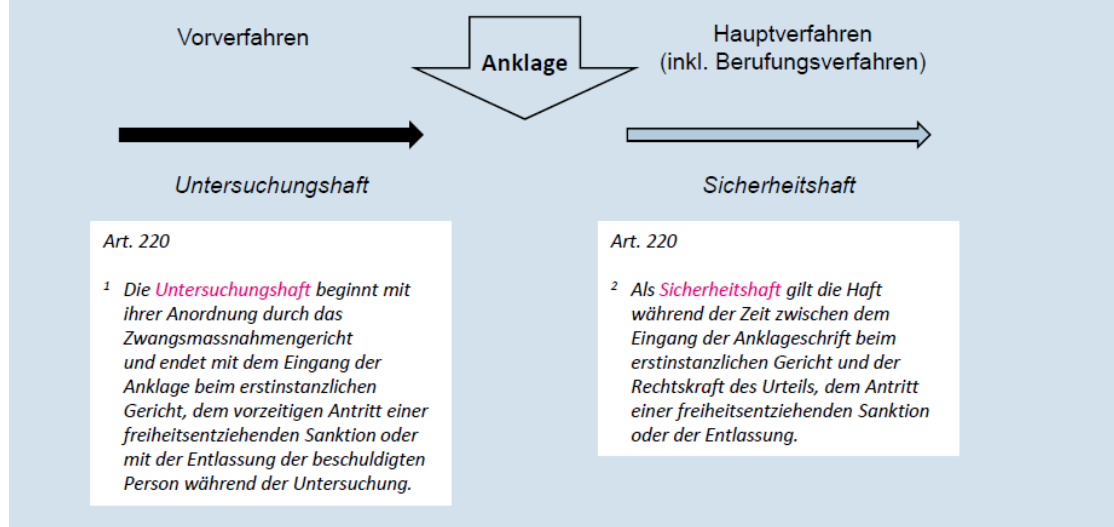 Vorverfahren
Anklage
Hauptverfahren
(inkl. Berufungsverfahren)
Untersuchungshaft
Sicherheitshaft
Art. 220
1 Die Untersuchungshaft beginnt mit
ihrer Anordnung durch das
Zwangsmassnahmengericht
und endet mit dem Eingang der
Anklage beim erstinstanzlichen
Gericht, dem vorzeitigen Antritt einer
freiheitsentziehenden Sanktion oder
mit der Entlassung der beschuldigten
Person während der Untersuchung.
Art. 220
2 Als Sicherheitshaft gilt die Haft
während der Zeit zwischen dem
Eingang der Anklageschrift beim
erstinstanzlichen Gericht und der
Rechtskraft des Urteils, dem Antritt
einer freiheitsentziehenden Sanktion
oder der Entlassung.